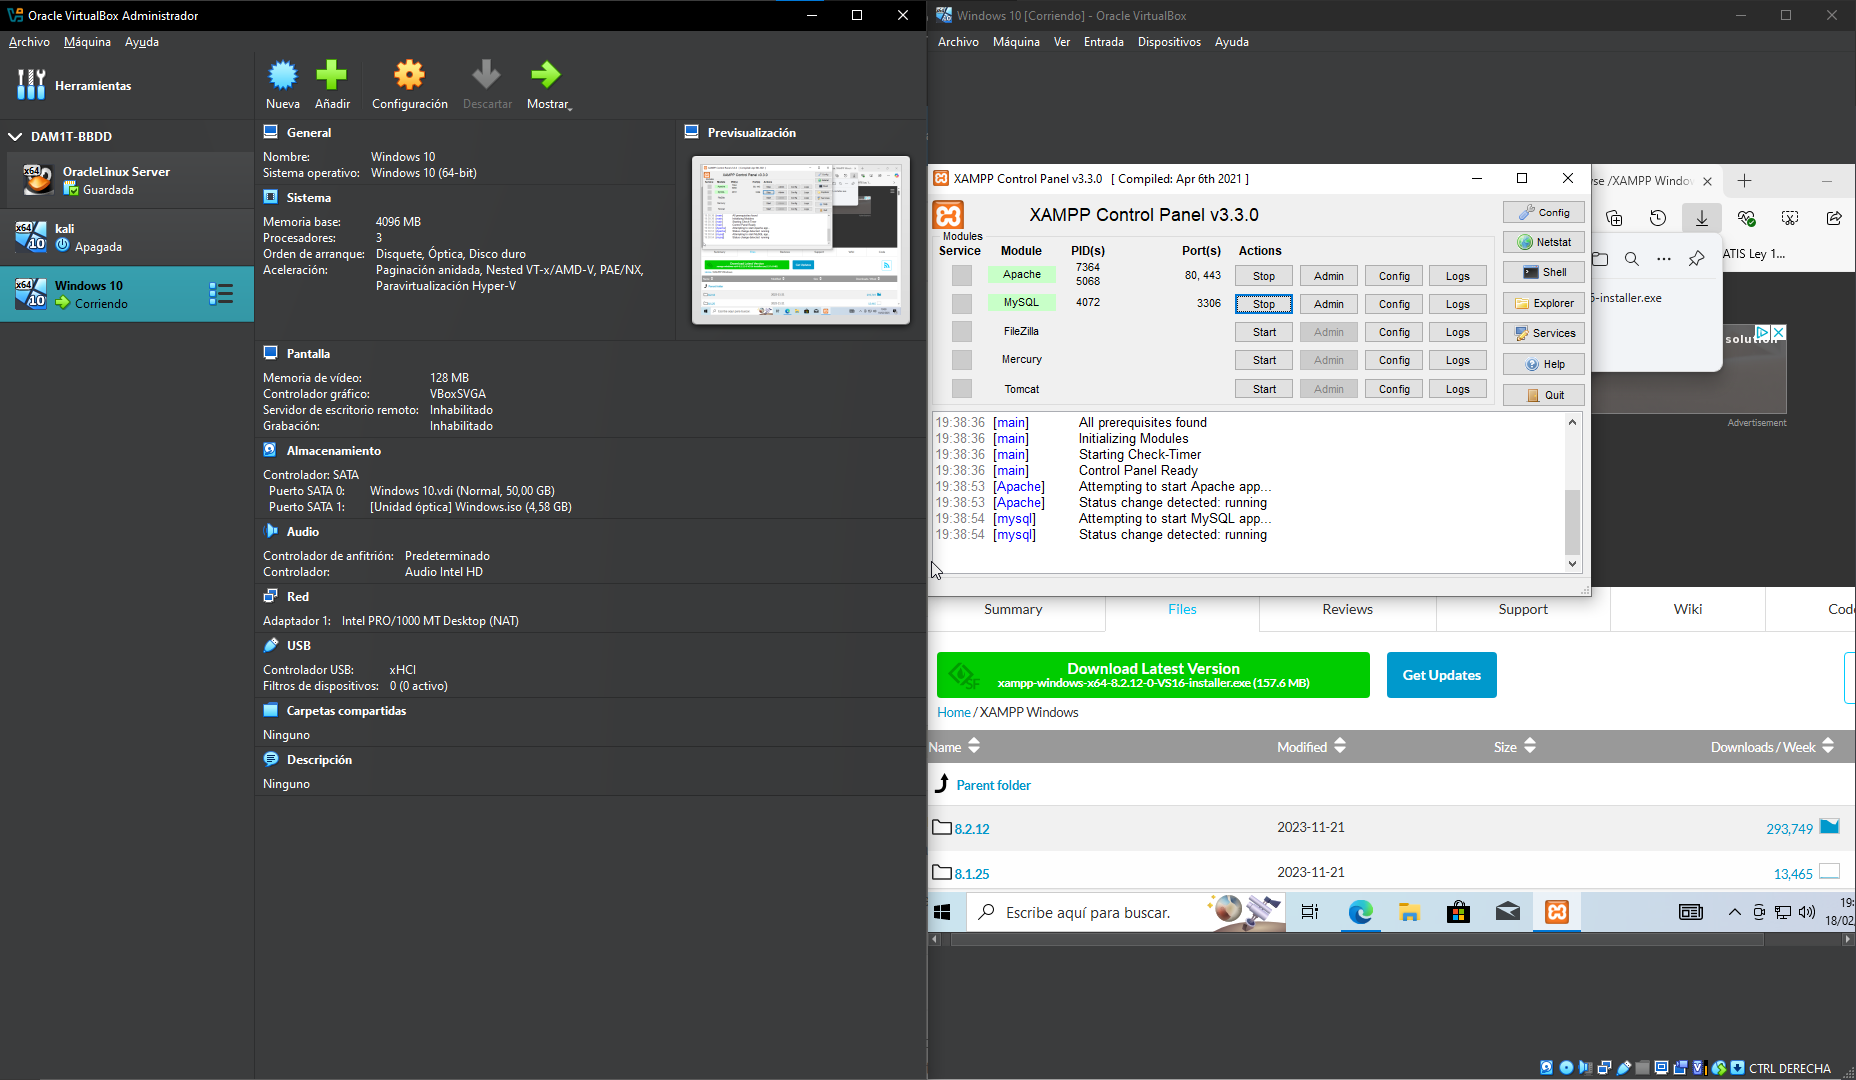 Oracle VirtualBox Administrador
Archivo Máquina Ayuda
Herramientas
DAM1T-BBDD
OracleLinux Server
Guardada
kali
Apagada
Windows 10
Corriendo
Nueva Añadir Configuración Descartar Mostrar
General
Nombre: Windows 10
Sistema operativo: Windows 10 (64-bit)
Sistema
Memoria base: 4096 MB
Procesadores: 3
Orden de arranque: Disquete, Óptica, Disco duro
Aceleración: Paginación anidada, Nested VT-x/AMD-V, PAE/NX,
Paravirtualización Hyper-V
Previsualización
Pantalla
Memoria de vídeo: 128 MB
Controlador gráfico: VBoxSVGA
Servidor de escritorio remoto: Inhabilitado
Grabación: Inhabilitado
Almacenamiento
Controlador: SATA
Puerto SATA 0: Windows 10.vdi (Normal, 50,00 GB)
Puerto SATA 1: [Unidad óptica] Windows.iso (4,58 GB)
Audio
Controlador de anfitrión: Predeterminado
Controlador: Audio Intel HD
Red
Adaptador 1: Intel PRO/1000 MT Desktop (NAT)
USB
Controlador USB: xHCI
Filtros de dispositivos: 0 (0 activo)
Carpetas compartidas
Ninguno
Descripción
Ninguno
Windows 10 [Corriendo] - Oracle VirtualBox
Archivo Máquina Ver Entrada Dispositivos Ayuda
XAMPP Control Panel v3.3.0 [ Compiled: Apr 6th 2021 ]
XAMPP Control Panel v3.3.0
Modules
Service Module PID(s) Port(s) Actions
Apache 7364 5068 80, 443 Stop Admin Config Logs
MySQL 4072 3306 Stop Admin Config Logs
FileZilla Start Admin Config Logs
Mercury Start Admin Config Logs
Tomcat Start Admin Config Logs
Config
Netstat
Shell
Explorer
Services
Help
Quit
19:38:36 [main] All prerequisites found
19:38:36 [main] Initializing Modules
19:38:36 [main] Starting Check-Timer
19:38:36 [main] Control Panel Ready
19:38:53 [Apache] Attempting to start Apache app...
19:38:53 [Apache] Status change detected: running
19:38:54 [mysql] Attempting to start MySQL app...
19:38:54 [mysql] Status change detected: running
se /XAMPP Windo
ATIS Ley 1...
-installer.exe
solution
Advertisement
Summary Files Reviews Support Wiki Cod
Download Latest Version
xampp-windows-x64-8.2.12-0-VS16-installer.exe (157.6 MB)
Get Updates
Home / XAMPP Windows
Name Modified Size Downloads / Week
Parent folder
8.2.12 2023-11-21 293,749
8.1.25 2023-11-21 13,465
Escribe aquí para buscar.
19:
18/02,
CTRL DERECHA